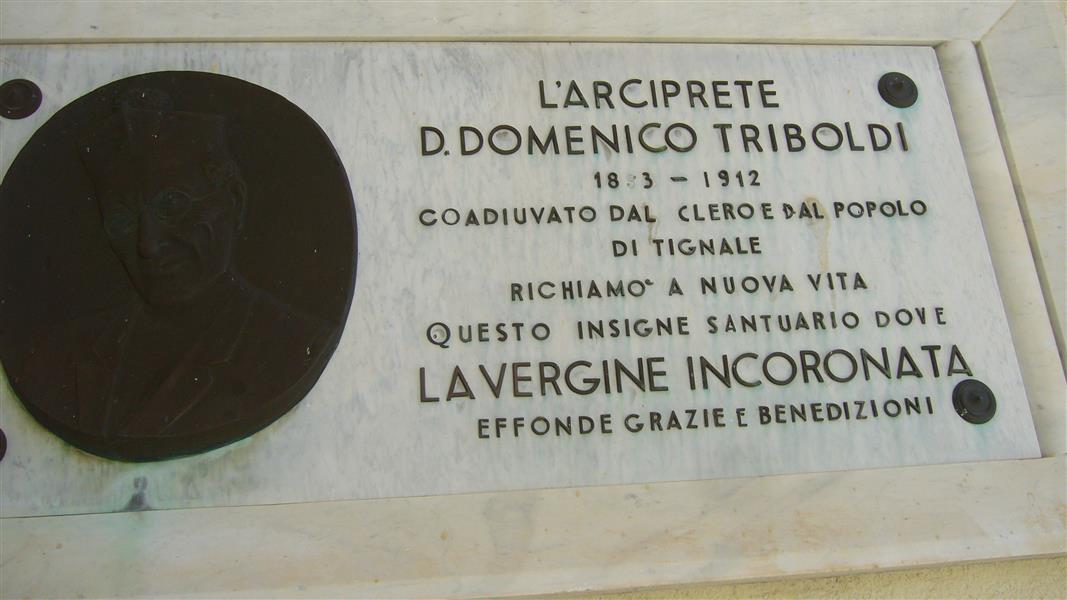 L'ARCIPRETE
D. DOMENICO TRIBOLDI
– 1912
COADIUVATO DAL CLERO E DAL POPOLO
DI TIGNALE
RICHIAMO' A NUOVA VITA
QUESTO INSIGNE SANTUARIO DOVE
LA VERGINE INCORONATA
EFFONDE GRAZIE E BENEDIZIONI